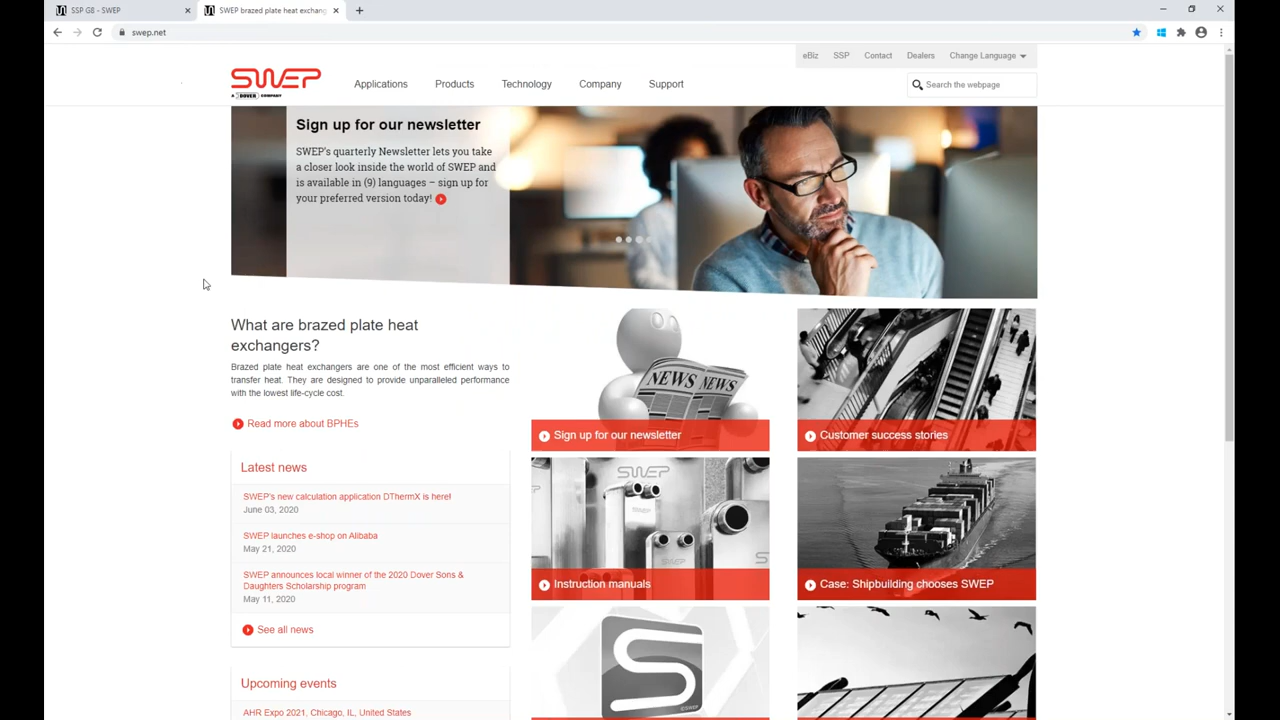 SSP G8 - SWEP
SWEP brazed plate heat exchang
swep.net
eBiz SSP Contact Dealers Change Language
SWEP
A DOVER COMPANY
Applications Products Technology Company Support
Search the webpage
Sign up for our newsletter
SWEP's quarterly Newsletter lets you take
a closer look inside the world of SWEP and
is available in (9) languages – sign up for
your preferred version today!
What are brazed plate heat
exchangers?
Brazed plate heat exchangers are one of the most efficient ways to
transfer heat. They are designed to provide unparalleled performance
with the lowest life-cycle cost.
Read more about BPHEs
NEWS NEWS
Sign up for our newsletter
Customer success stories
Latest news
SWEP's new calculation application DThermX is here!
June 03, 2020
SWEP launches e-shop on Alibaba
May 21, 2020
SWEP announces local winner of the 2020 Dover Sons &
Daughters Scholarship program
May 11, 2020
See all news
SWEP
SWEP
Instruction manuals
Case: Shipbuilding chooses SWEP
©SWEP
Upcoming events
AHR Expo 2021, Chicago, IL, United States